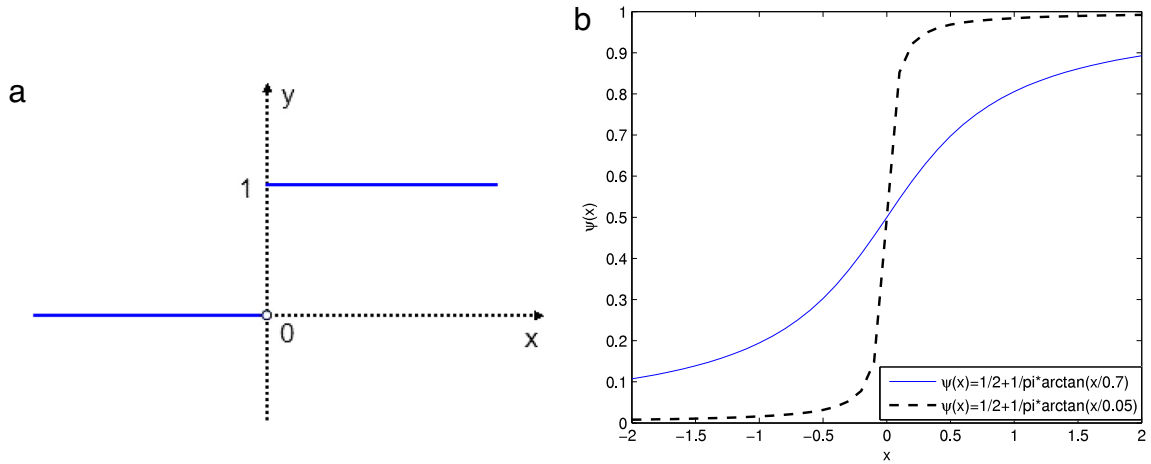 a
y
1
0
x
b
1
0.9
0.8
0.7
0.6
0.5
0.4
0.3
0.2
0.1
0
ψ(x)
−2 −1.5 −1 −0.5 0 0.5 1 1.5 2
x
ψ(x)=1/2+1/pi*arctan(x/0.7)
ψ(x)=1/2+1/pi*arctan(x/0.05)